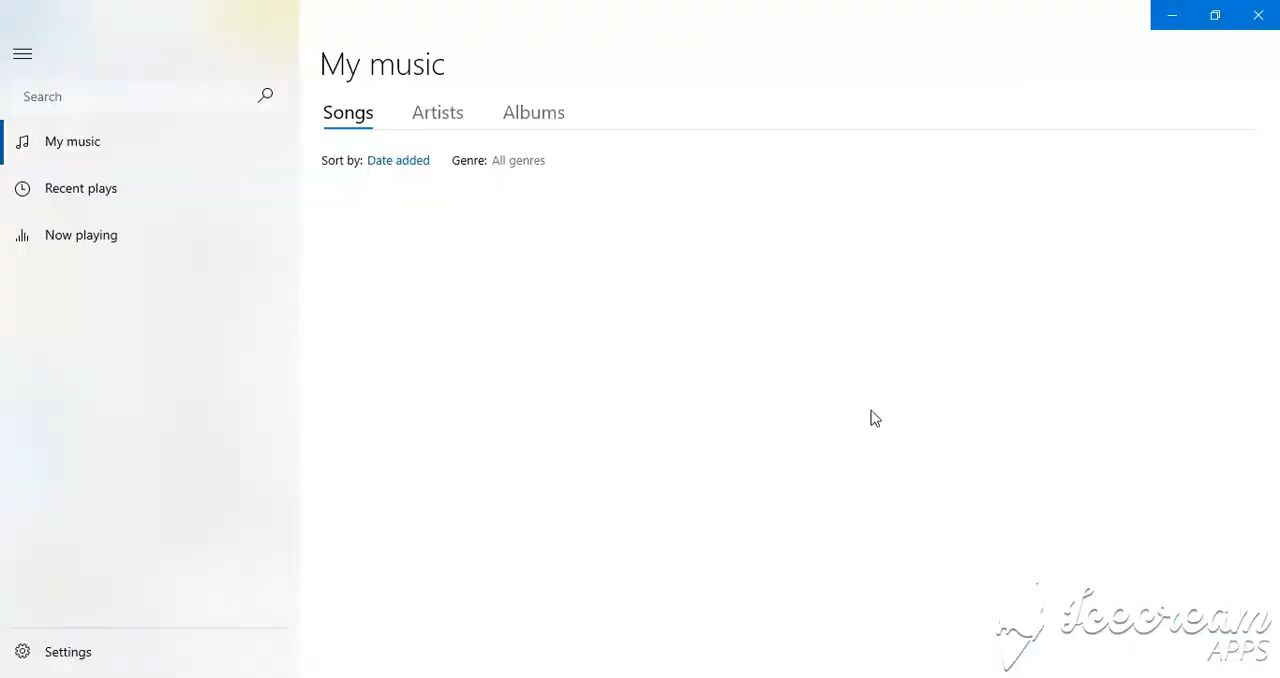 My music
Songs Artists Albums
Sort by: Date added Genre: All genres
Search
My music
Recent plays
Now playing
Settings
Icecream
APPS